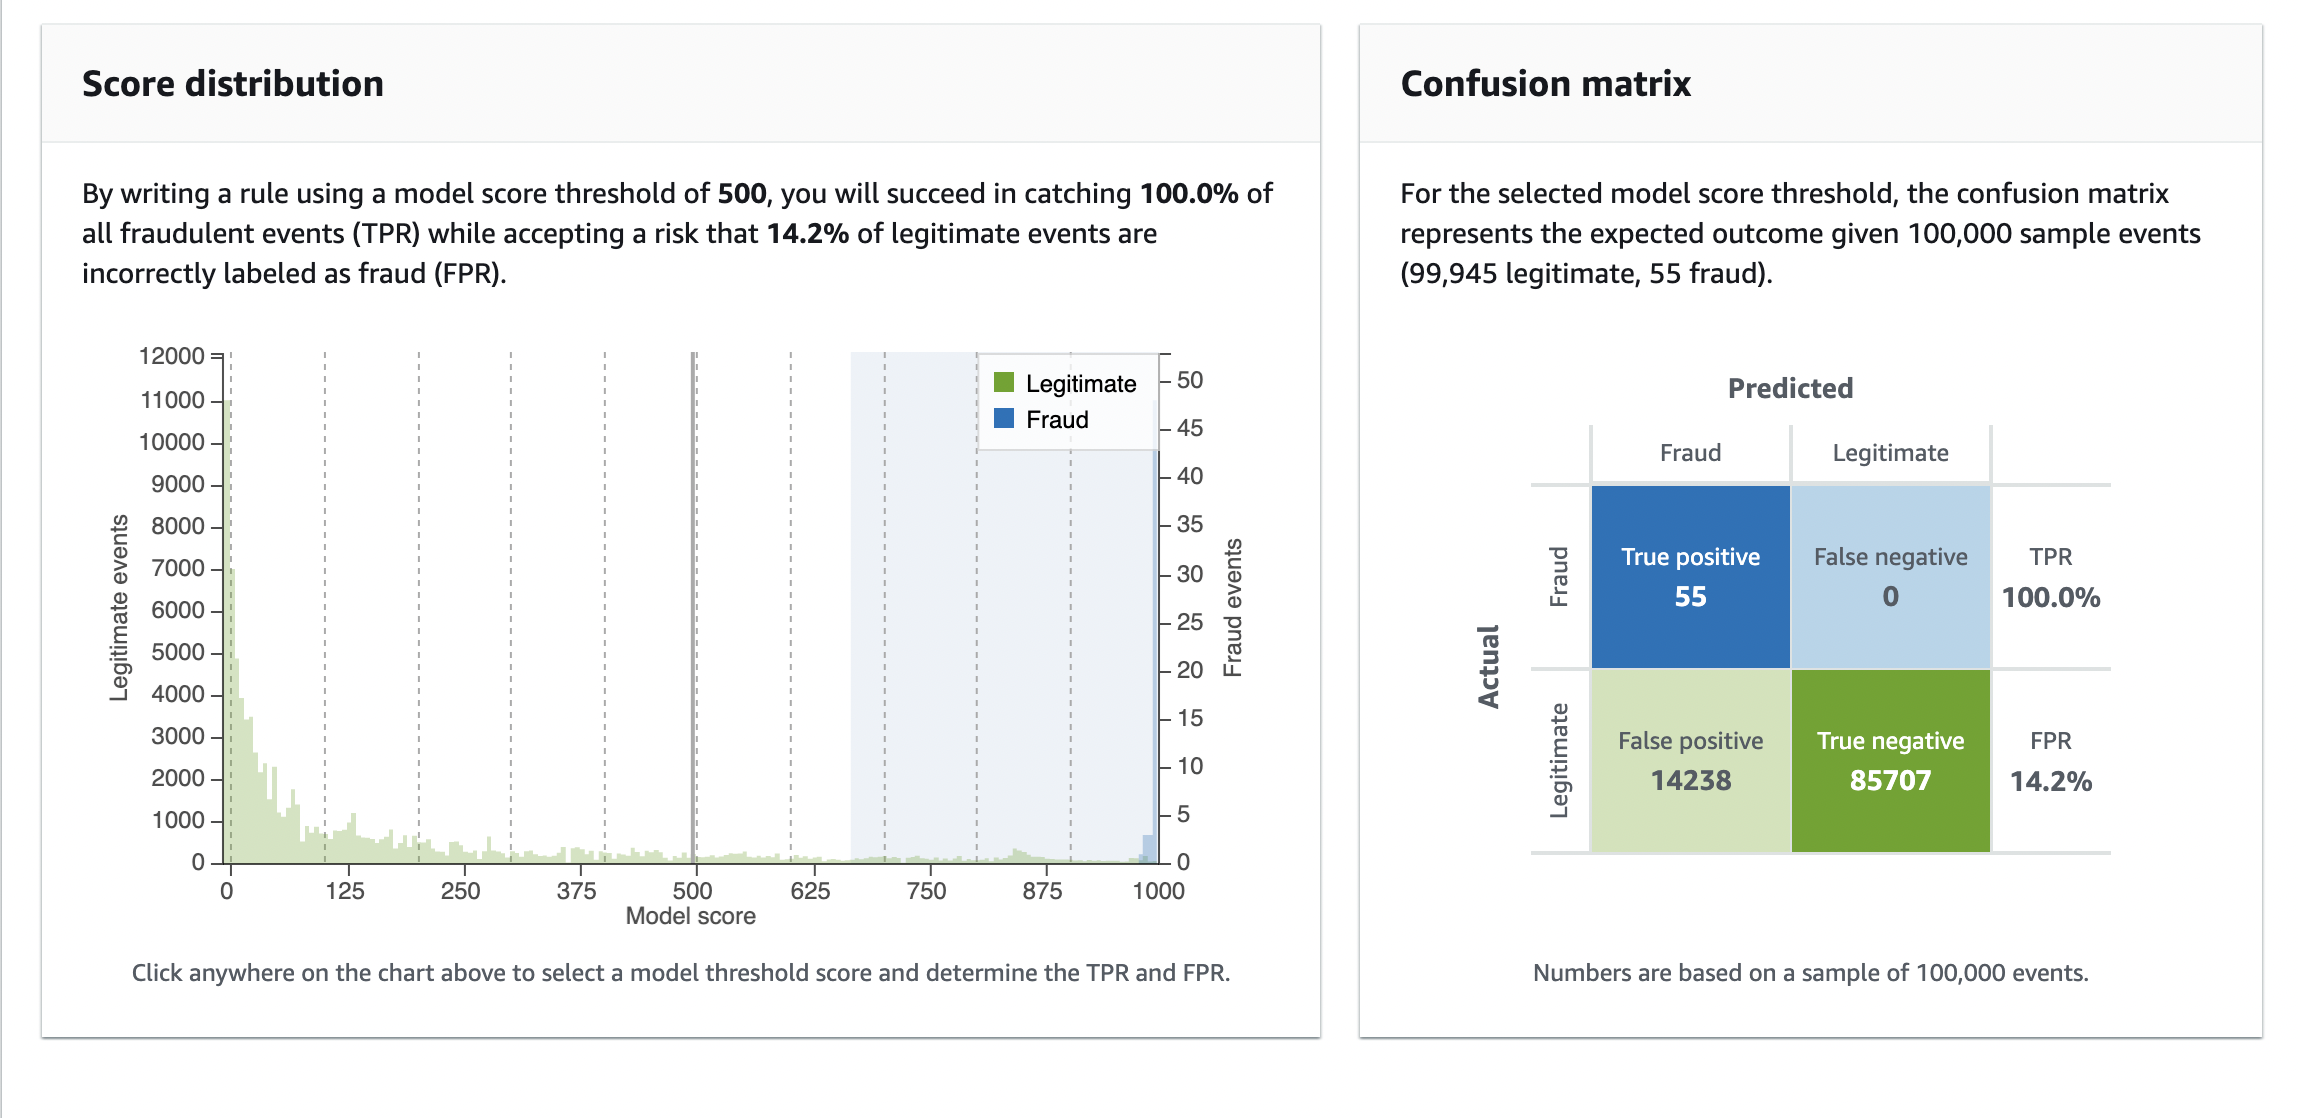 Score distribution
By writing a rule using a model score threshold of 500, you will succeed in catching 100.0% of
all fraudulent events (TPR) while accepting a risk that 14.2% of legitimate events are
incorrectly labeled as fraud (FPR).
12000
11000
10000
9000
8000
7000
6000
5000
4000
3000
2000
1000
0
Legitimate events
Legitimate
Fraud
50
45
40
35
30
25
20
15
10
5
0
Fraud events
0 125 250 375 500 625 750 875 1000
Model score
Click anywhere on the chart above to select a model threshold score and determine the TPR and FPR.
Confusion matrix
For the selected model score threshold, the confusion matrix
represents the expected outcome given 100,000 sample events
(99,945 legitimate, 55 fraud).
Predicted
Fraud Legitimate
Actual
Fraud
True positive False negative TPR
55 0 100.0%
Legitimate
False positive True negative FPR
14238 85707 14.2%
Numbers are based on a sample of 100,000 events.